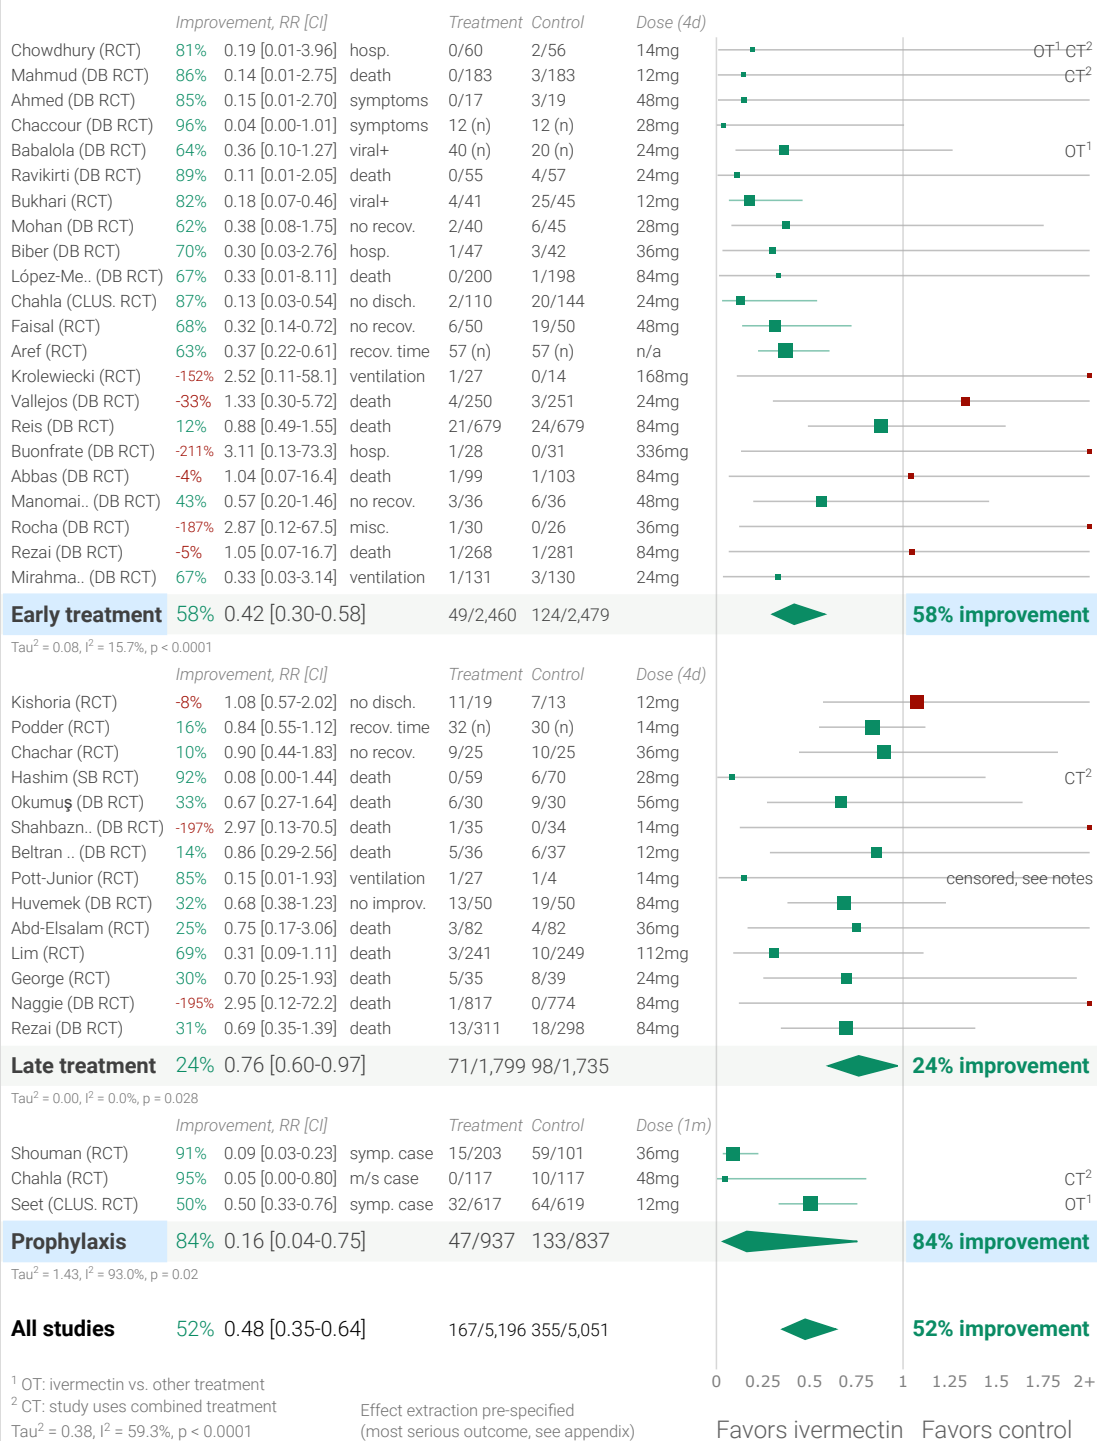 Improvement, RR [CI] Treatment Control Dose (4d)
Chowdhury (RCT) 81% 0.19 [0.01-3.96] hosp. 0/60 2/56 14mg OT¹ CT²
Mahmud (DB RCT) 86% 0.14 [0.01-2.75] death 0/183 3/183 12mg CT²
Ahmed (DB RCT) 85% 0.15 [0.01-2.70] symptoms 0/17 3/19 48mg
Chaccour (DB RCT) 96% 0.04 [0.00-1.01] symptoms 12 (n) 12 (n) 28mg
Babalola (DB RCT) 64% 0.36 [0.10-1.27] viral+ 40 (n) 20 (n) 24mg OT¹
Ravikirti (DB RCT) 89% 0.11 [0.01-2.05] death 0/55 4/57 24mg
Bukhari (RCT) 82% 0.18 [0.07-0.46] viral+ 4/41 25/45 12mg
Mohan (DB RCT) 62% 0.38 [0.08-1.75] no recov. 2/40 6/45 28mg
Biber (DB RCT) 70% 0.30 [0.03-2.76] hosp. 1/47 3/42 36mg
López-Me.. (DB RCT) 67% 0.33 [0.01-8.11] death 0/200 1/198 84mg
Chahla (CLUS. RCT) 87% 0.13 [0.03-0.54] no disch. 2/110 20/144 24mg
Faisal (RCT) 68% 0.32 [0.14-0.72] no recov. 6/50 19/50 48mg
Aref (RCT) 63% 0.37 [0.22-0.61] recov. time 57 (n) 57 (n) n/a
Krolewiecki (RCT) -152% 2.52 [0.11-58.1] ventilation 1/27 0/14 168mg
Vallejos (DB RCT) -33% 1.33 [0.30-5.72] death 4/250 3/251 24mg
Reis (DB RCT) 12% 0.88 [0.49-1.55] death 21/679 24/679 84mg
Buonfrate (DB RCT) -211% 3.11 [0.13-73.3] hosp. 1/28 0/31 336mg
Abbas (DB RCT) -4% 1.04 [0.07-16.4] death 1/99 1/103 84mg
Manomai.. (DB RCT) 43% 0.57 [0.20-1.46] no recov. 3/36 6/36 48mg
Rocha (DB RCT) -187% 2.87 [0.12-67.5] misc. 1/30 0/26 36mg
Rezai (DB RCT) -5% 1.05 [0.07-16.7] death 1/268 1/281 84mg
Mirahma.. (DB RCT) 67% 0.33 [0.03-3.14] ventilation 1/131 3/130 24mg
Early treatment 58% 0.42 [0.30-0.58] 49/2,460 124/2,479 58% improvement
Tau² = 0.08, I² = 15.7%, p < 0.0001
Improvement, RR [CI] Treatment Control Dose (4d)
Kishoria (RCT) -8% 1.08 [0.57-2.02] no disch. 11/19 7/13 12mg
Podder (RCT) 16% 0.84 [0.55-1.12] recov. time 32 (n) 30 (n) 14mg
Chachar (RCT) 10% 0.90 [0.44-1.83] no recov. 9/25 10/25 36mg
Hashim (SB RCT) 92% 0.08 [0.00-1.44] death 0/59 6/70 28mg CT²
Okumuş (DB RCT) 33% 0.67 [0.27-1.64] death 6/30 9/30 56mg
Shahbazn.. (DB RCT) -197% 2.97 [0.13-70.5] death 1/35 0/34 14mg
Beltran .. (DB RCT) 14% 0.86 [0.29-2.56] death 5/36 6/37 12mg
Pott-Junior (RCT) 85% 0.15 [0.01-1.93] ventilation 1/27 1/4 14mg censored, see notes
Huvemek (DB RCT) 32% 0.68 [0.38-1.23] no improv. 13/50 19/50 84mg
Abd-Elsalam (RCT) 25% 0.75 [0.17-3.06] death 3/82 4/82 36mg
Lim (RCT) 69% 0.31 [0.09-1.11] death 3/241 10/249 112mg
George (RCT) 30% 0.70 [0.25-1.93] death 5/35 8/39 24mg
Naggie (DB RCT) -195% 2.95 [0.12-72.2] death 1/817 0/774 84mg
Rezai (DB RCT) 31% 0.69 [0.35-1.39] death 13/311 18/298 84mg
Late treatment 24% 0.76 [0.60-0.97] 71/1,799 98/1,735 24% improvement
Tau² = 0.00, I² = 0.0%, p = 0.028
Improvement, RR [CI] Treatment Control Dose (1m)
Shouman (RCT) 91% 0.09 [0.03-0.23] symp. case 15/203 59/101 36mg
Chahla (RCT) 95% 0.05 [0.00-0.80] m/s case 0/117 10/117 48mg CT²
Seet (CLUS. RCT) 50% 0.50 [0.33-0.76] symp. case 32/617 64/619 12mg OT¹
Prophylaxis 84% 0.16 [0.04-0.75] 47/937 133/837 84% improvement
Tau² = 1.43, I² = 93.0%, p = 0.02
All studies 52% 0.48 [0.35-0.64] 167/5,196 355/5,051 52% improvement
0 0.25 0.5 0.75 1 1.25 1.5 1.75 2+
¹ OT: ivermectin vs. other treatment
² CT: study uses combined treatment
Tau² = 0.38, I² = 59.3%, p < 0.0001
Effect extraction pre-specified
(most serious outcome, see appendix)
Favors ivermectin Favors control